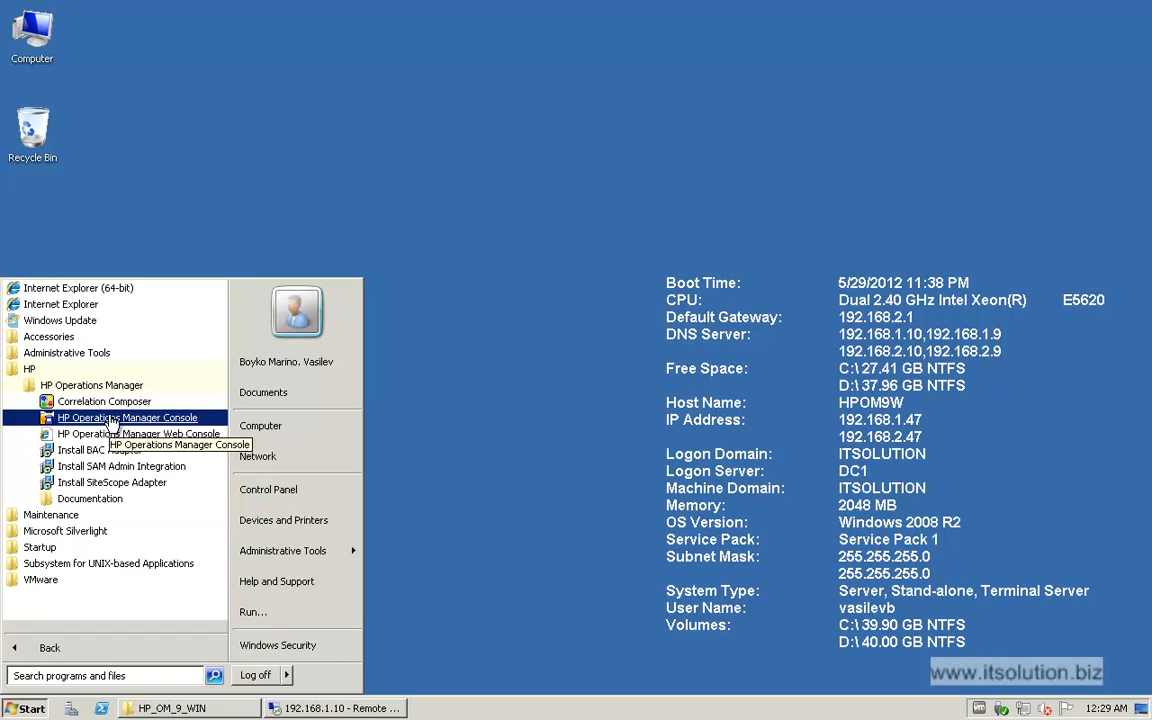 Computer
Recycle Bin
Internet Explorer (64-bit)
Internet Explorer
Windows Update
Accessories
Administrative Tools
HP
HP Operations Manager
Correlation Composer
HP Operations Manager Console
HP Operations Manager Web Console
HP Operations Manager Console
Install BAC
Install SAM Admin Integration
Install SiteScope Adapter
Documentation
Maintenance
Microsoft Silverlight
Startup
Subsystem for UNIX-based Applications
VMware
Back
Search programs and files
Boyko Marino. Vasilev
Documents
Computer
Network
Control Panel
Devices and Printers
Administrative Tools
Help and Support
Run...
Windows Security
Log off
Boot Time: 5/29/2012 11:38 PM
CPU: Dual 2.40 GHz Intel Xeon(R) E5620
Default Gateway: 192.168.2.1
DNS Server: 192.168.1.10,192.168.1.9
192.168.2.10,192.168.2.9
Free Space: C:\ 27.41 GB NTFS
D:\ 37.96 GB NTFS
Host Name: HPOM9W
IP Address: 192.168.1.47
192.168.2.47
Logon Domain: ITSOLUTION
Logon Server: DC1
Machine Domain: ITSOLUTION
Memory: 2048 MB
OS Version: Windows 2008 R2
Service Pack: Service Pack 1
Subnet Mask: 255.255.255.0
255.255.255.0
System Type: Server, Stand-alone, Terminal Server
User Name: vasilevb
Volumes: C:\ 39.90 GB NTFS
D:\ 40.00 GB NTFS
www.itsolution.biz
Start
HP_OM_9_WIN
192.168.1.10 - Remote ...
12:29 AM